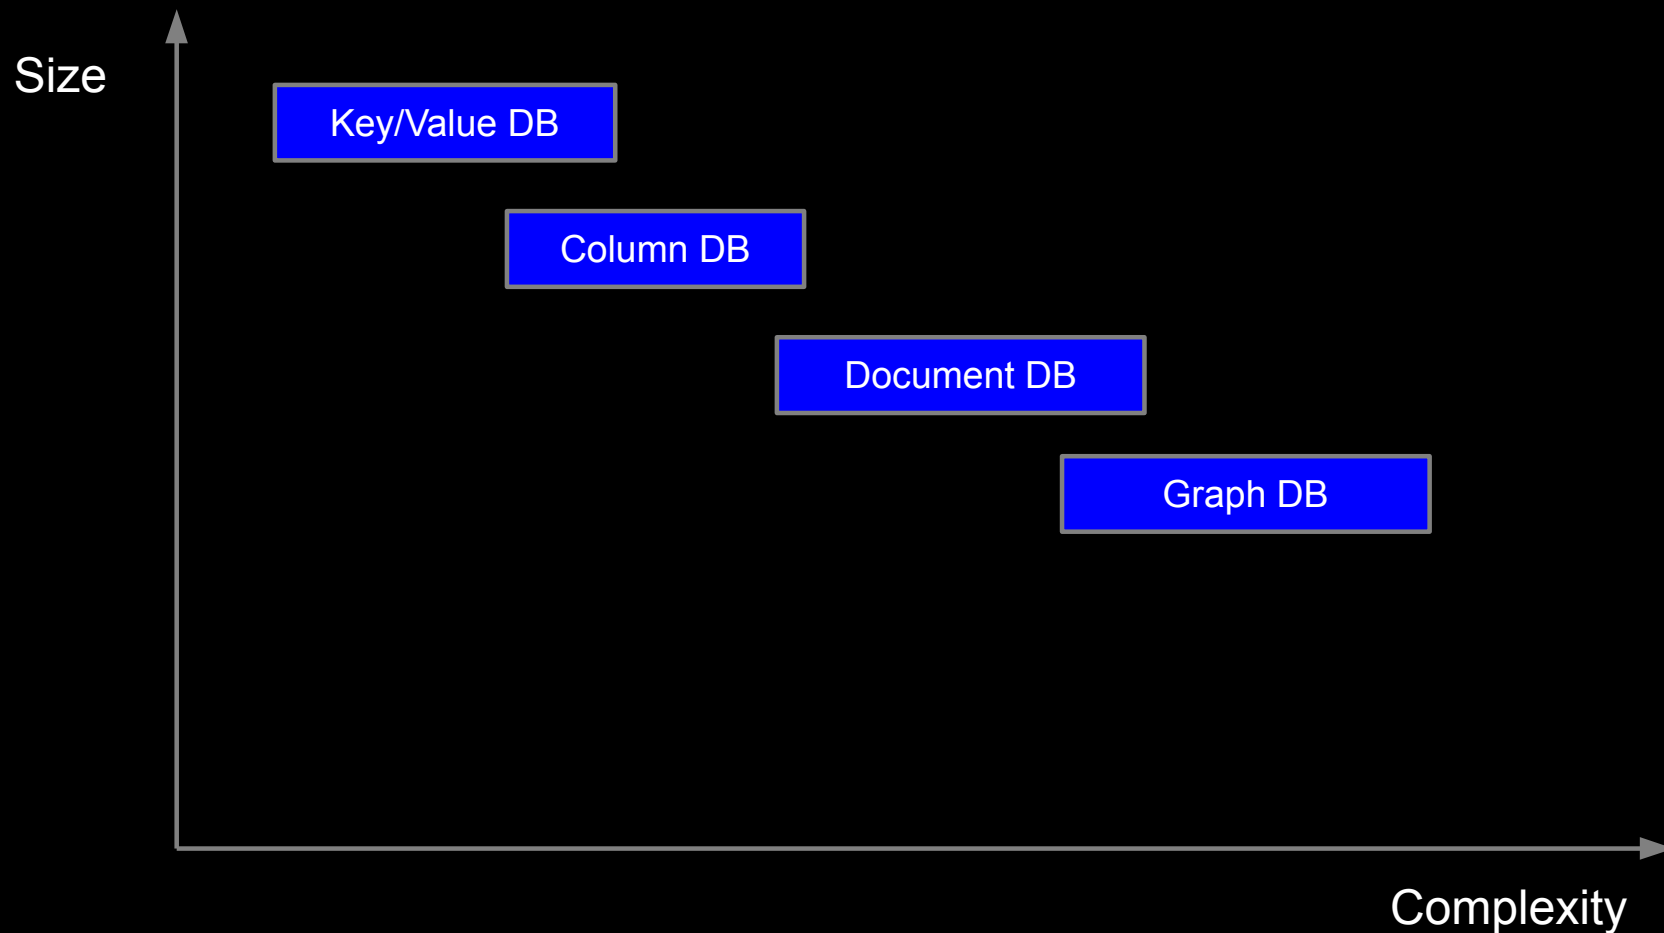 Size
Key/Value DB
Column DB
Document DB
Graph DB
Complexity